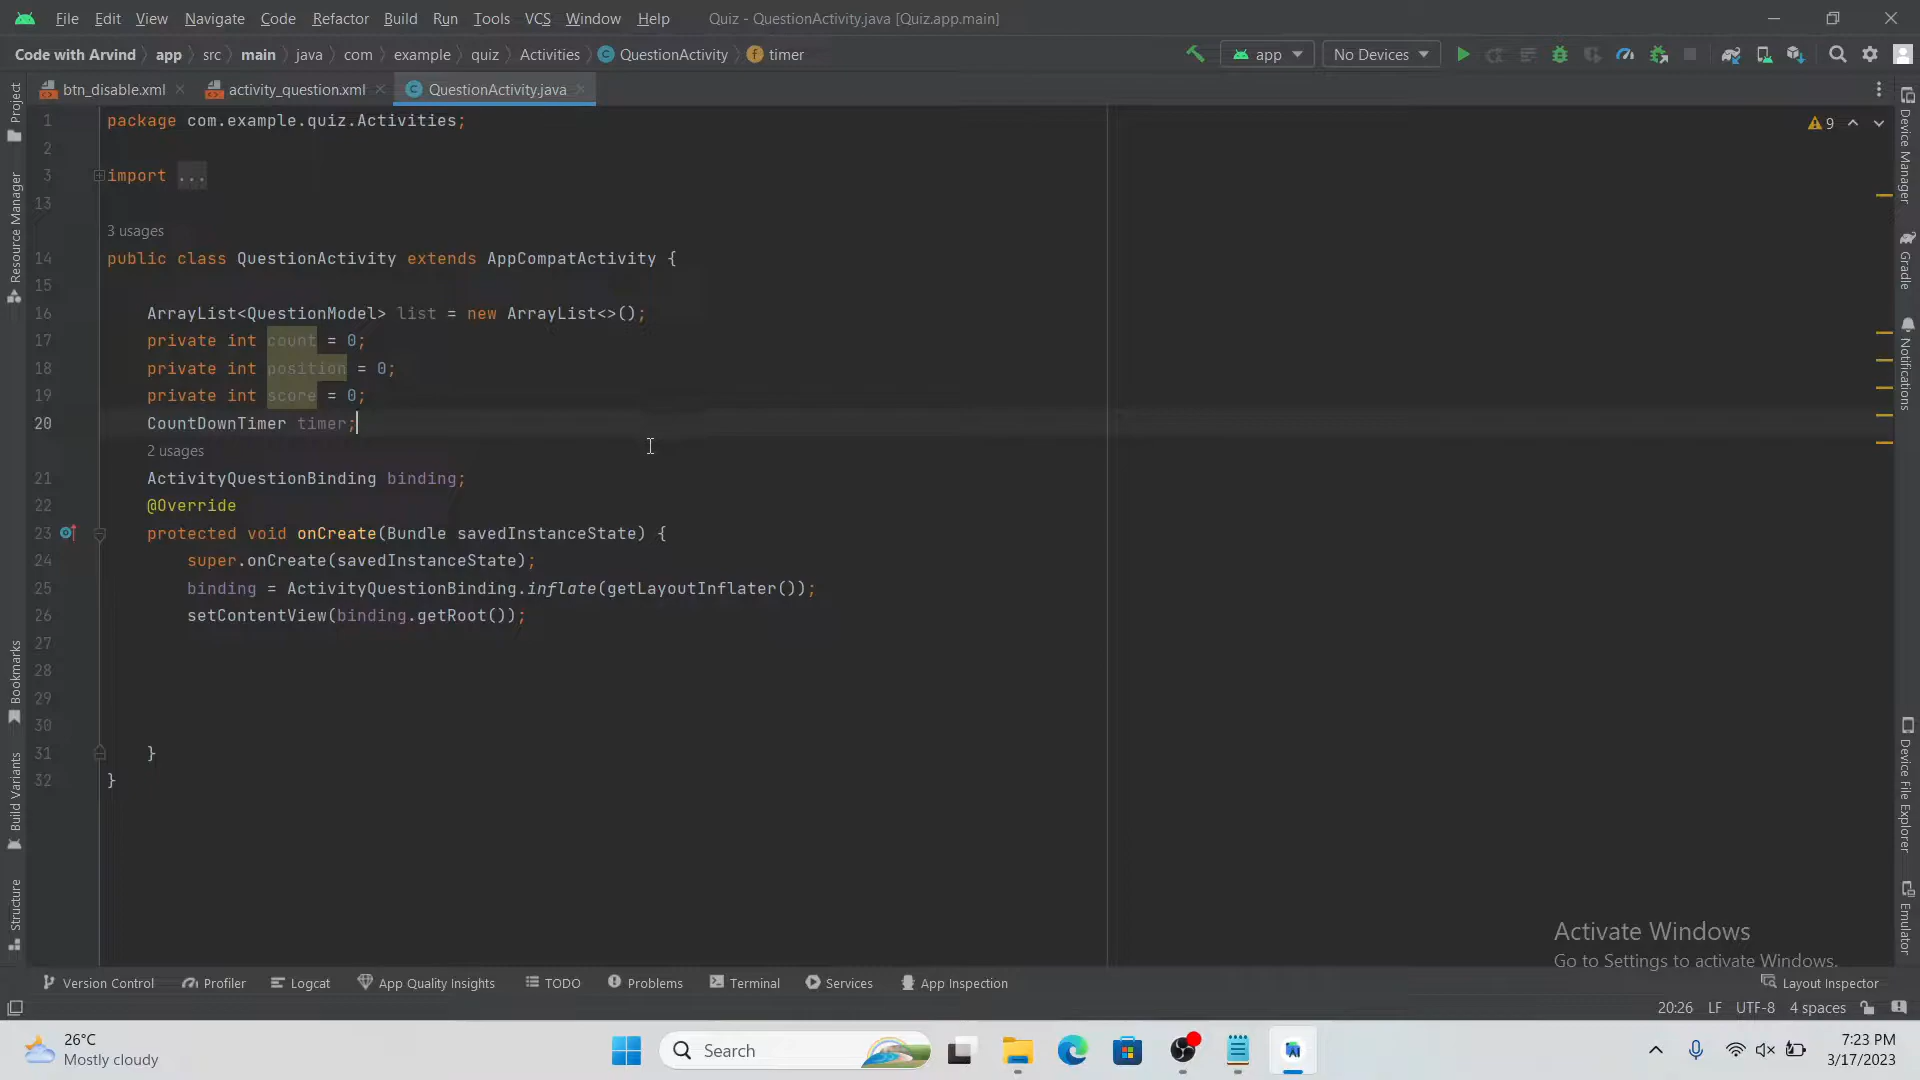 File Edit View Navigate Code Refactor Build Run Tools VCS Window Help Quiz - QuestionActivity.java [Quiz.app.main]
Code with Arvind app src main java com example quiz Activities QuestionActivity timer app No Devices
btn_disable.xml activity_question.xml QuestionActivity.java
1 package com.example.quiz.Activities;
9
2
3 import ...
13
3 usages
14 public class QuestionActivity extends AppCompatActivity {
15
16 ArrayList<QuestionModel> list = new ArrayList<>();
17 private int count = 0;
18 private int position = 0;
19 private int score = 0;
20 CountDownTimer timer;
2 usages
21 ActivityQuestionBinding binding;
22 @Override
23 protected void onCreate(Bundle savedInstanceState) {
24 super.onCreate(savedInstanceState);
25 binding = ActivityQuestionBinding.inflate(getLayoutInflater());
26 setContentView(binding.getRoot());
27
28
29
30
31 }
32 }
Project
Resource Manager
Bookmarks
Build Variants
Structure
Device Manager
Gradle
Notifications
Device File Explorer
Emulator
Activate Windows
Go to Settings to activate Windows.
Version Control Profiler Logcat App Quality Insights TODO Problems Terminal Services App Inspection Layout Inspector
20:26 LF UTF-8 4 spaces
26°C
Mostly cloudy
Search
7:23 PM
3/17/2023